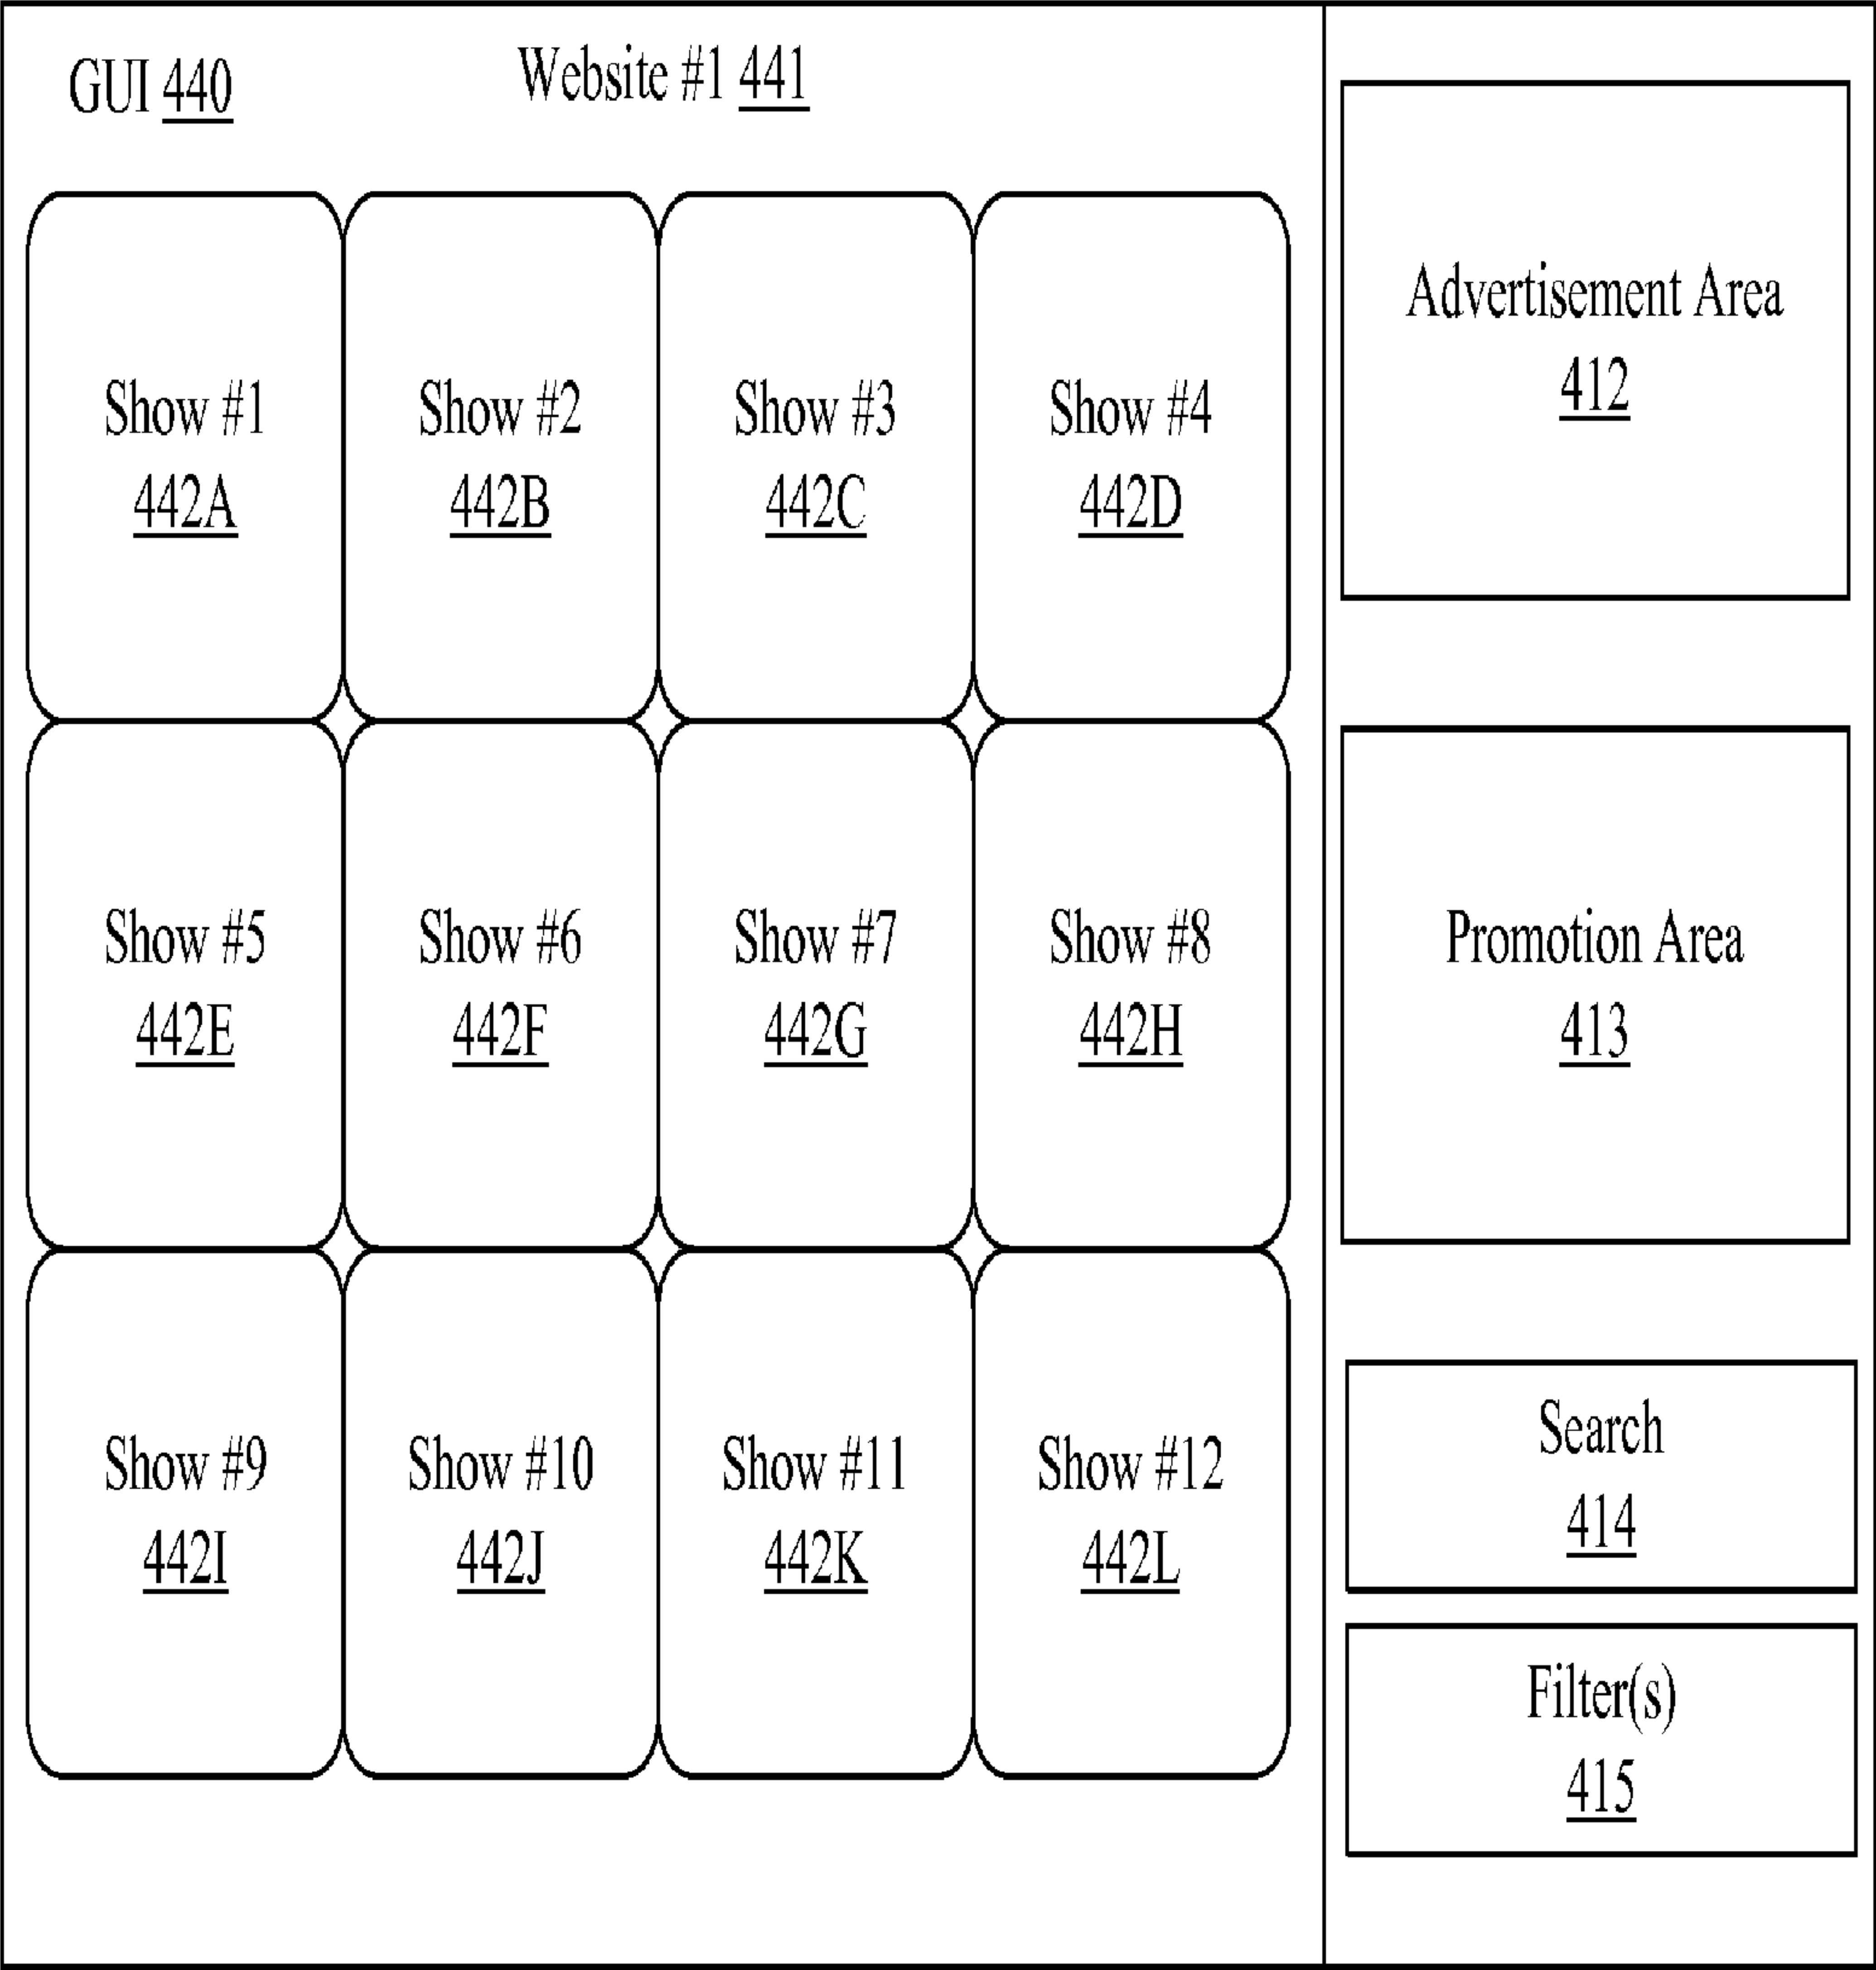 GUI 440
Website #1 441
Show #1
442A
Show #2
442B
Show #3
442C
Show #4
442D
Show #5
442E
Show #6
442F
Show #7
442G
Show #8
442H
Show #9
442I
Show #10
442J
Show #11
442K
Show #12
442L
Advertisement Area
412
Promotion Area
413
Search
414
Filter(s)
415